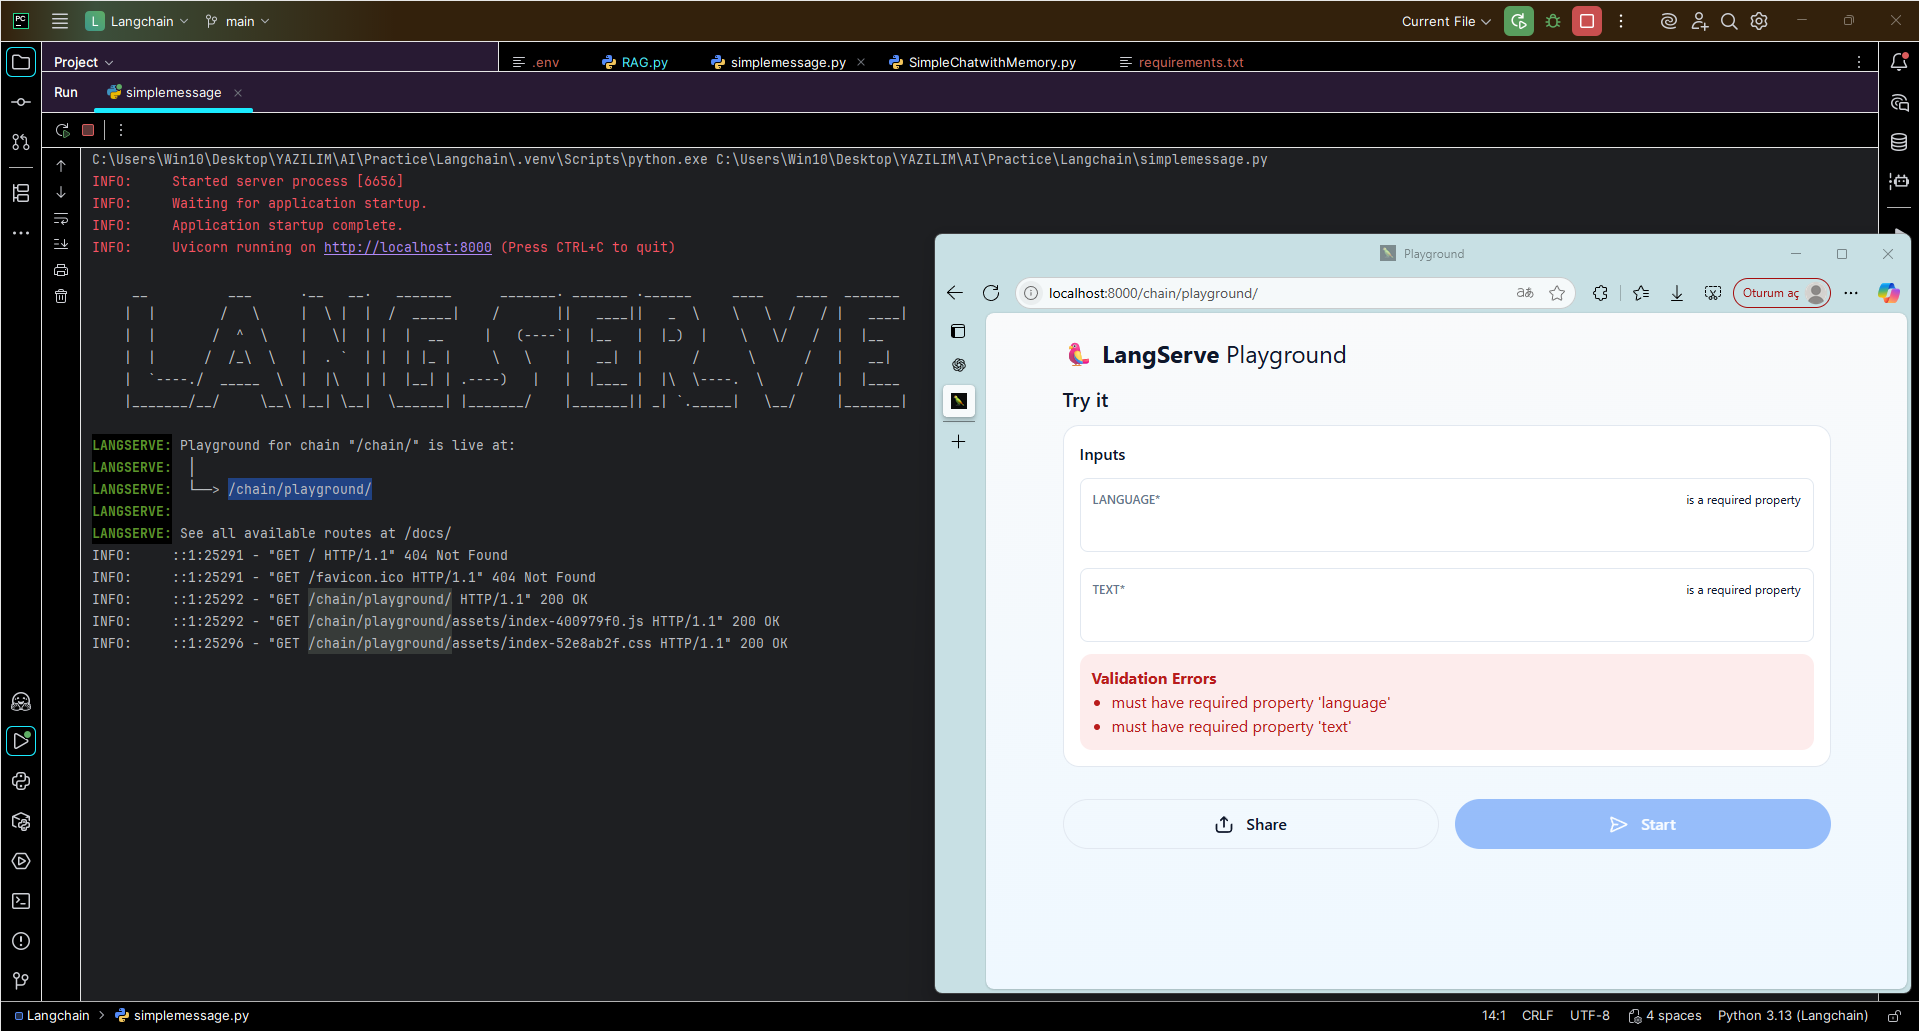 PC
L Langchain main Current File
Project .env RAG.py simplemessage.py SimpleChatwithMemory.py requirements.txt
Run simplemessage
C:\Users\Win10\Desktop\YAZILIM\AI\Practice\Langchain\.venv\Scripts\python.exe C:\Users\Win10\Desktop\YAZILIM\AI\Practice\Langchain\simplemessage.py
INFO: Started server process [6656]
INFO: Waiting for application startup.
INFO: Application startup complete.
INFO: Uvicorn running on http://localhost:8000 (Press CTRL+C to quit)
LANGSERVE
LANGSERVE: Playground for chain "/chain/" is live at:
LANGSERVE: │
LANGSERVE: └──> /chain/playground/
LANGSERVE:
LANGSERVE: See all available routes at /docs/
INFO: ::1:25291 - "GET / HTTP/1.1" 404 Not Found
INFO: ::1:25291 - "GET /favicon.ico HTTP/1.1" 404 Not Found
INFO: ::1:25292 - "GET /chain/playground/ HTTP/1.1" 200 OK
INFO: ::1:25292 - "GET /chain/playground/assets/index-400979f0.js HTTP/1.1" 200 OK
INFO: ::1:25296 - "GET /chain/playground/assets/index-52e8ab2f.css HTTP/1.1" 200 OK
Playground
localhost:8000/chain/playground/ aあ Oturum aç
LangServe Playground
Try it
Inputs
LANGUAGE* is a required property
TEXT* is a required property
Validation Errors
• must have required property 'language'
• must have required property 'text'
Share Start
Langchain > simplemessage.py 14:1 CRLF UTF-8 4 spaces Python 3.13 (Langchain)